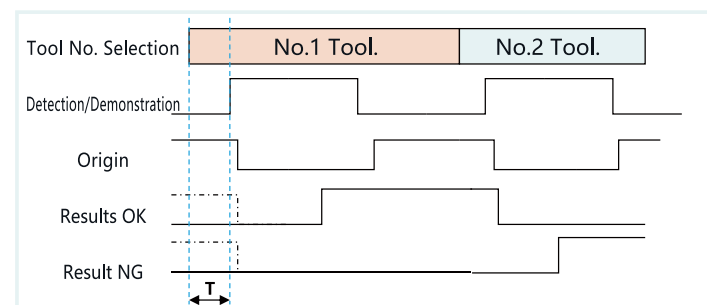 Tool No. Selection No.1 Tool. No.2 Tool.
Detection/Demonstration
Origin
Results OK
Result NG
T